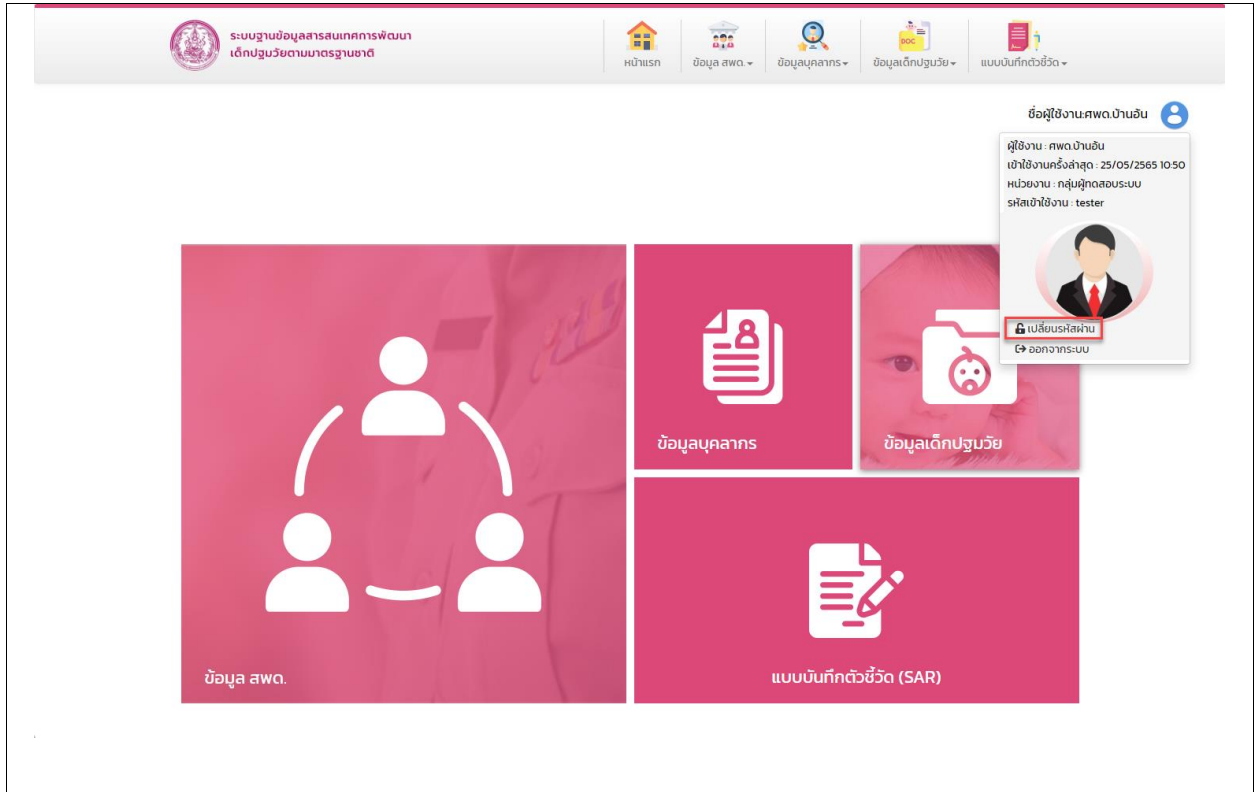 ระบบฐานข้อมูลสารสนเทศการพัฒนา
เด็กปฐมวัยตามมาตรฐานชาติ
หน้าแรก
ข้อมูล สพด.
ข้อมูลบุคลากร
ข้อมูลเด็กปฐมวัย
DOC
แบบบันทึกตัวชี้วัด
ชื่อผู้ใช้งาน:ศพด.บ้านอ้น
ผู้ใช้งาน : ศพด.บ้านอ้น
เข้าใช้งานครั้งล่าสุด : 25/05/2565 10:50
หน่วยงาน : กลุ่มผู้ทดสอบระบบ
รหัสเข้าใช้งาน : tester
เปลี่ยนรหัสผ่าน
ออกจากระบบ
ข้อมูลบุคลากร
ข้อมูลเด็กปฐมวัย
ข้อมูล สพด.
แบบบันทึกตัวชี้วัด (SAR)